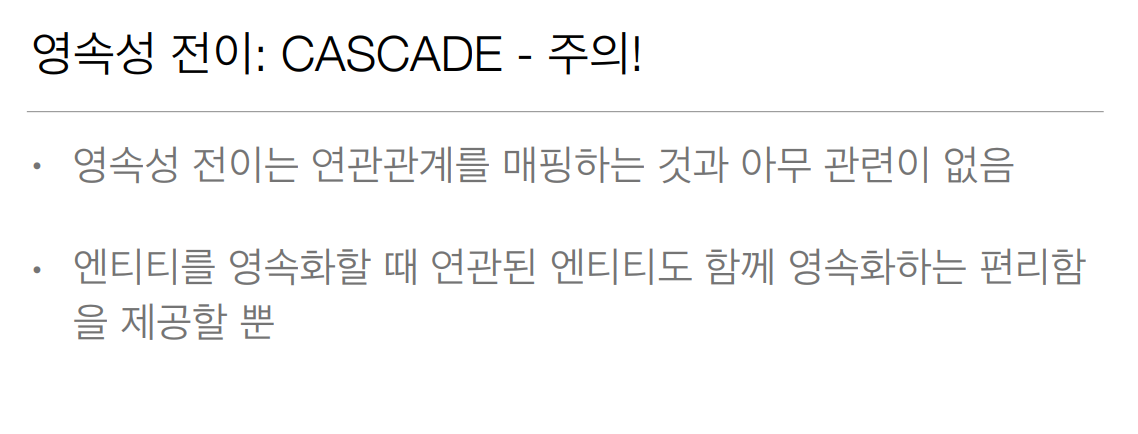 영속성 전이: CASCADE - 주의!
• 영속성 전이는 연관관계를 매핑하는 것과 아무 관련이 없음
• 엔티티를 영속화할 때 연관된 엔티티도 함께 영속화하는 편리함
을 제공할 뿐